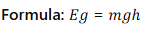 Formula: Eg = mgh